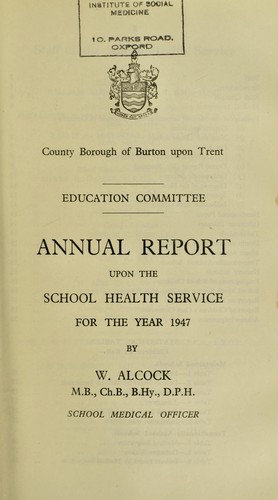 INSTITUTE OF SOCIAL
MEDICINE
10, PARKS ROAD,
OXFORD
County Borough of Burton upon Trent
EDUCATION COMMITTEE
ANNUAL REPORT
UPON THE
SCHOOL HEALTH SERVICE
FOR THE YEAR 1947
BY
W. ALCOCK
M.B., Ch.B., B.Hy., D.P.H.
SCHOOL MEDICAL OFFICER